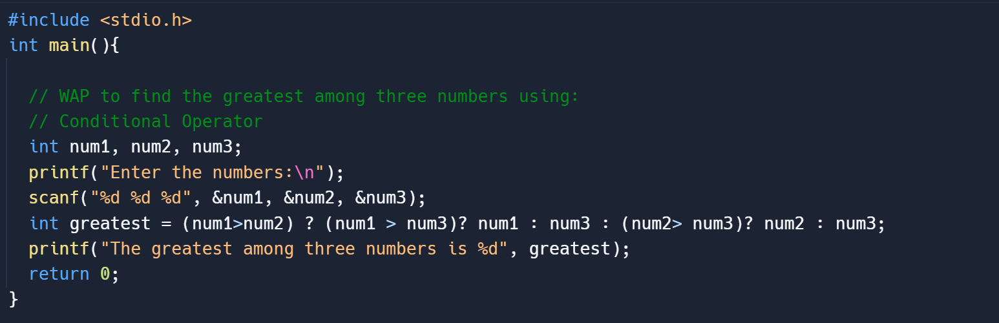 #include <stdio.h>
int main(){
// WAP to find the greatest among three numbers using:
// Conditional Operator
int num1, num2, num3;
printf("Enter the numbers:\n");
scanf("%d %d %d", &num1, &num2, &num3);
int greatest = (num1>num2) ? (num1 > num3)? num1 : num3 : (num2> num3)? num2 : num3;
printf("The greatest among three numbers is %d", greatest);
return 0;
}